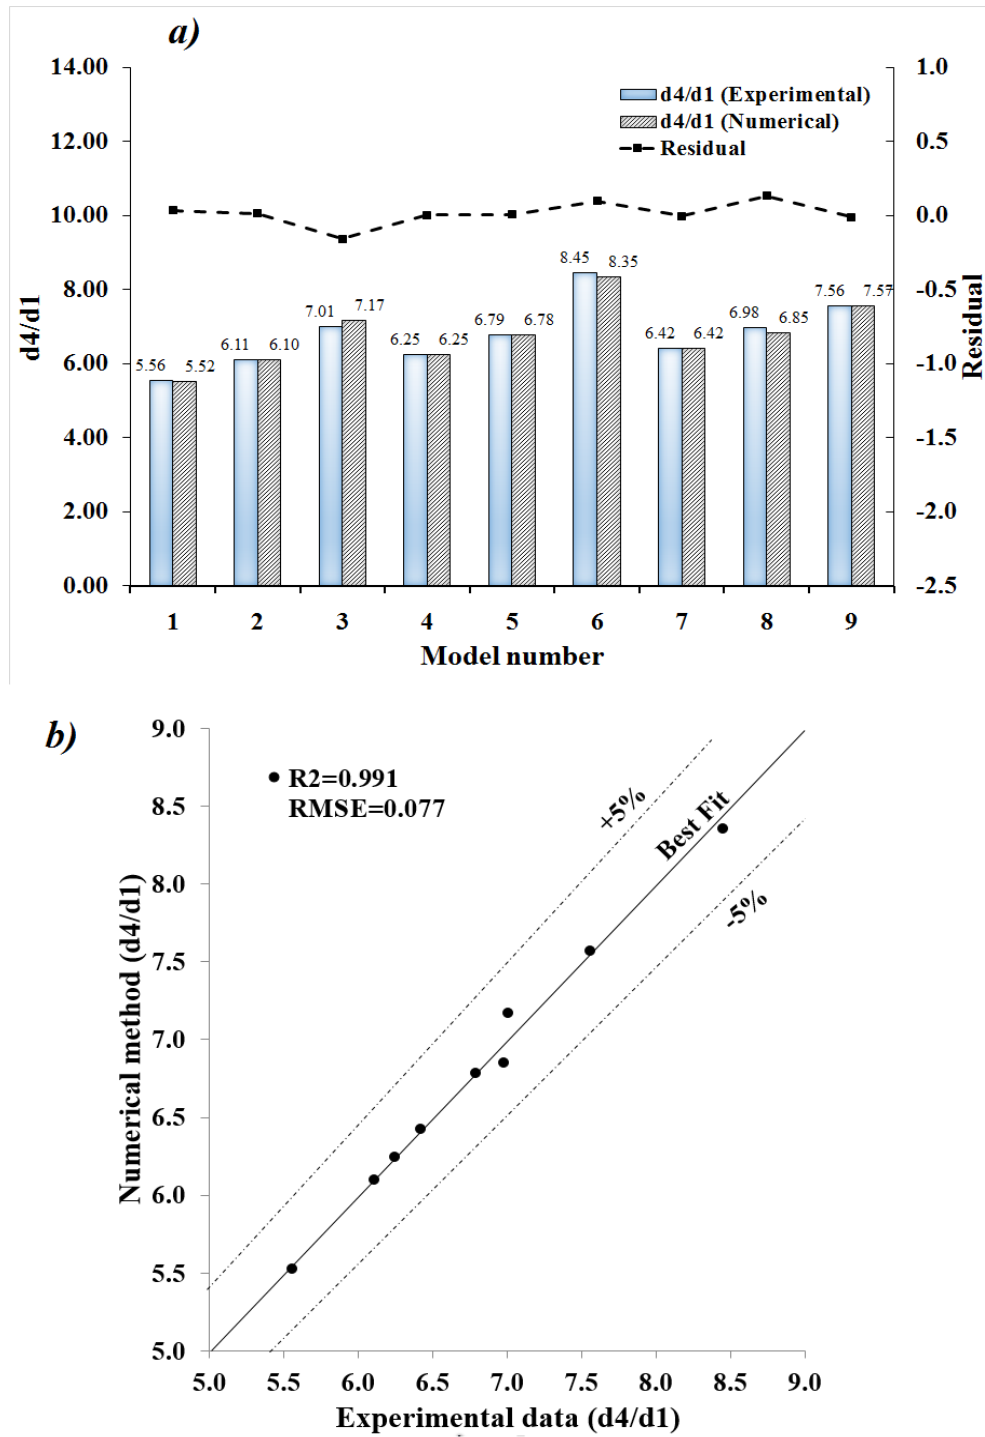 a)
14.00
12.00
10.00
8.00
6.00
4.00
2.00
0.00
d4/d1
1.0
0.5
0.0
-0.5
-1.0
-1.5
-2.0
-2.5
Residual
d4/d1 (Experimental)
d4/d1 (Numerical)
Residual
5.56 5.52
6.11 6.10
7.01 7.17
6.25 6.25
6.79 6.78
8.45 8.35
6.42 6.42
6.98 6.85
7.56 7.57
1 2 3 4 5 6 7 8 9
Model number
b)
9.0
8.5
8.0
7.5
7.0
6.5
6.0
5.5
5.0
Numerical method (d4/d1)
R2=0.991
RMSE=0.077
+5%
Best Fit
-5%
5.0 5.5 6.0 6.5 7.0 7.5 8.0 8.5 9.0
Experimental data (d4/d1)